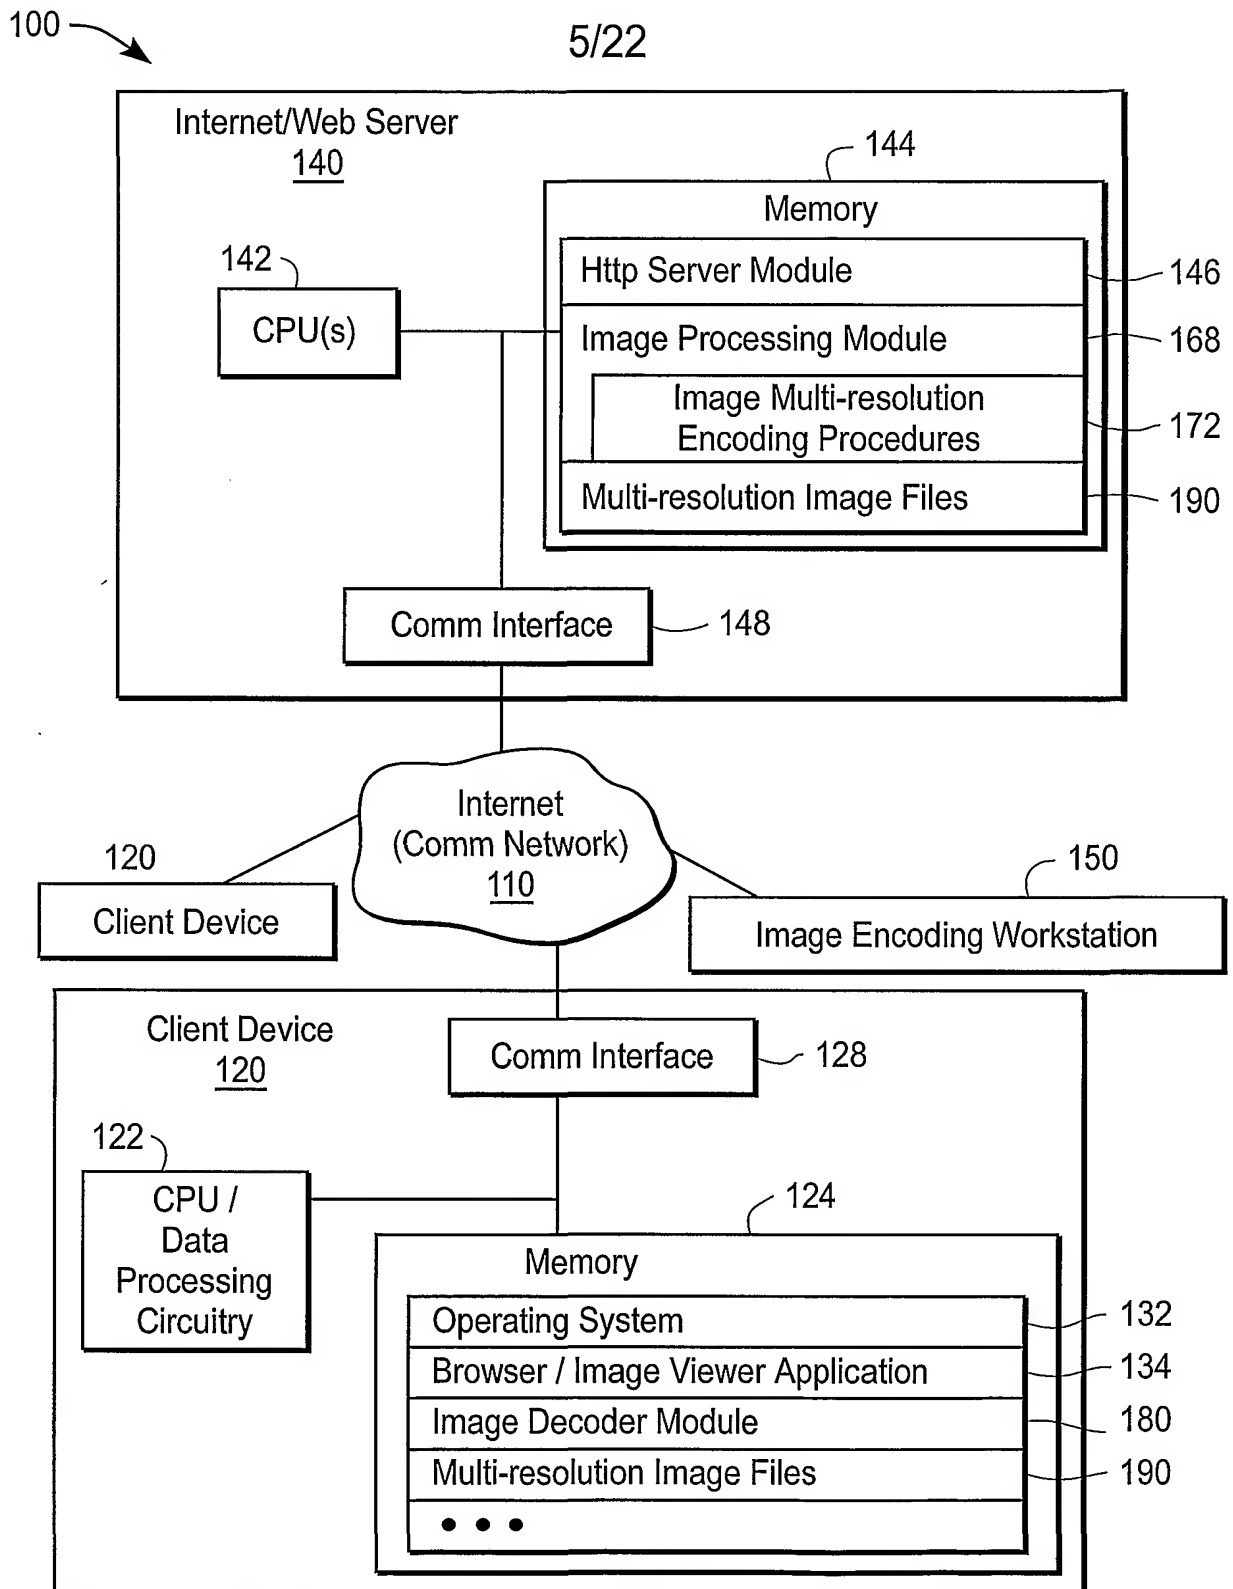 100
5/22
Internet/Web Server
140
144
Memory
142
CPU(s)
Http Server Module
146
Image Processing Module
168
Image Multi-resolution
Encoding Procedures
172
Multi-resolution Image Files
190
Comm Interface
148
Internet
(Comm Network)
110
120
Client Device
150
Image Encoding Workstation
Client Device
120
Comm Interface
128
122
CPU /
Data
Processing
Circuitry
124
Memory
Operating System
132
Browser / Image Viewer Application
134
Image Decoder Module
180
Multi-resolution Image Files
190
• • •